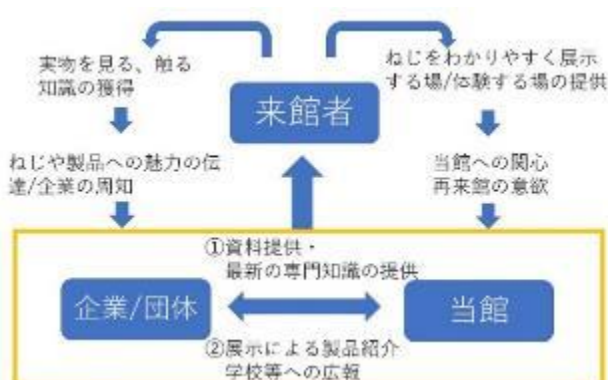 実物を見る、触る
知識の獲得
ねじをわかりやすく展示
する場/体験する場の提供
来館者
ねじや製品への魅力の伝
達/企業の周知
当館への関心
再来館の意欲
①資料提供・
最新の専門知識の提供
企業/団体
当館
②展示による製品紹介
学校等への広報